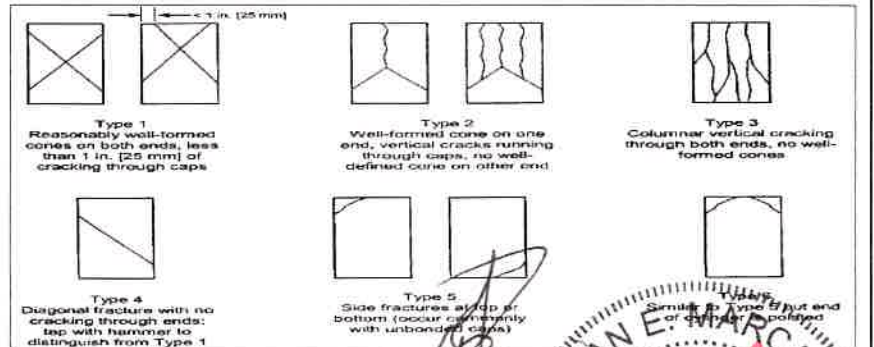 < 1 in. [25 mm]
Type 1
Reasonably well-formed
cones on both ends, less
than 1 in. [25 mm] of
cracking through caps
Type 2
Well-formed cone on one
end, vertical cracks running
through caps, no well-
defined cone on other end
Type 3
Columnar vertical cracking
through both ends, no well-
formed cones
Type 4
Diagonal fracture with no
cracking through ends;
tap with hammer to
distinguish from Type 1
Type 5
Side fractures at top or
bottom (occur commonly
with unbonded caps)
Type 6
Similar to Type 5 but end
of cylinder is pointed
E. MARC